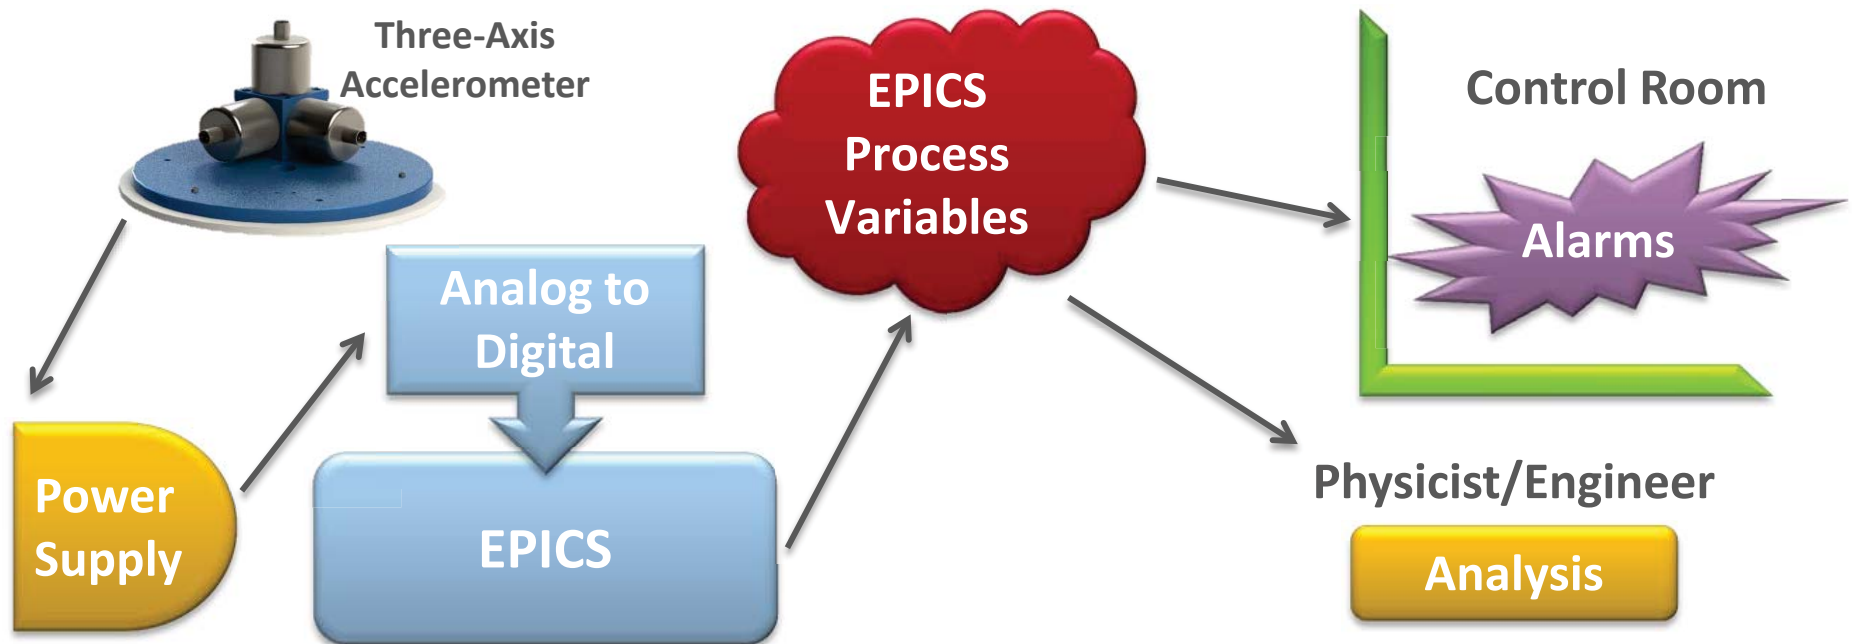 Three-Axis
Accelerometer
Power
Supply
Analog to
Digital
EPICS
EPICS
Process
Variables
Control Room
Alarms
Physicist/Engineer
Analysis